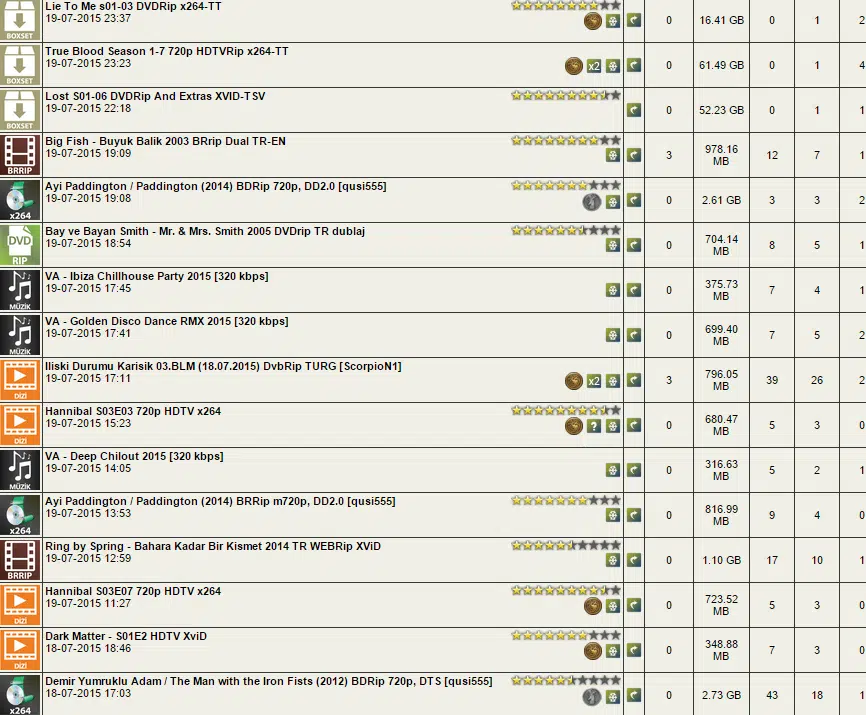 Lie To Me s01-03 DVDRip x264-TT
19-07-2015 23:37
BOXSET
0
16.41 GB
0
1
2
True Blood Season 1-7 720p HDTVRip x264-TT
19-07-2015 23:23
BOXSET
x2
0
61.49 GB
0
1
4
Lost S01-06 DVDRip And Extras XVID-TSV
19-07-2015 22:18
BOXSET
0
52.23 GB
0
1
1
Big Fish - Buyuk Balik 2003 BRrip Dual TR-EN
19-07-2015 19:09
BRRIP
3
978.16
MB
12
7
1
Ayi Paddington / Paddington (2014) BDRip 720p, DD2.0 [qusi555]
19-07-2015 19:08
x264
0
2.61 GB
3
3
2
Bay ve Bayan Smith - Mr. & Mrs. Smith 2005 DVDrip TR dublaj
19-07-2015 18:54
DVD
RIP
0
704.14
MB
8
5
1
VA - Ibiza Chillhouse Party 2015 [320 kbps]
19-07-2015 17:45
MÜZİK
0
375.73
MB
7
4
1
VA - Golden Disco Dance RMX 2015 [320 kbps]
19-07-2015 17:41
MÜZİK
0
699.40
MB
7
5
2
Iliski Durumu Karisik 03.BLM (18.07.2015) DvbRip TURG [ScorpioN1]
19-07-2015 17:11
DİZİ
x2
3
796.05
MB
39
26
2
Hannibal S03E03 720p HDTV x264
19-07-2015 15:23
DİZİ
?
0
680.47
MB
5
3
0
VA - Deep Chilout 2015 [320 kbps]
19-07-2015 14:05
MÜZİK
0
316.63
MB
5
2
1
Ayi Paddington / Paddington (2014) BRRip m720p, DD2.0 [qusi555]
19-07-2015 13:53
x264
0
816.99
MB
9
4
0
Ring by Spring - Bahara Kadar Bir Kismet 2014 TR WEBRip XViD
19-07-2015 12:59
BRRIP
0
1.10 GB
17
10
1
Hannibal S03E07 720p HDTV x264
19-07-2015 11:27
DİZİ
0
723.52
MB
5
3
0
Dark Matter - S01E2 HDTV XviD
18-07-2015 18:46
DİZİ
0
348.88
MB
7
3
0
Demir Yumruklu Adam / The Man with the Iron Fists (2012) BDRip 720p, DTS [qusi555]
18-07-2015 17:03
x264
0
2.73 GB
43
18
1